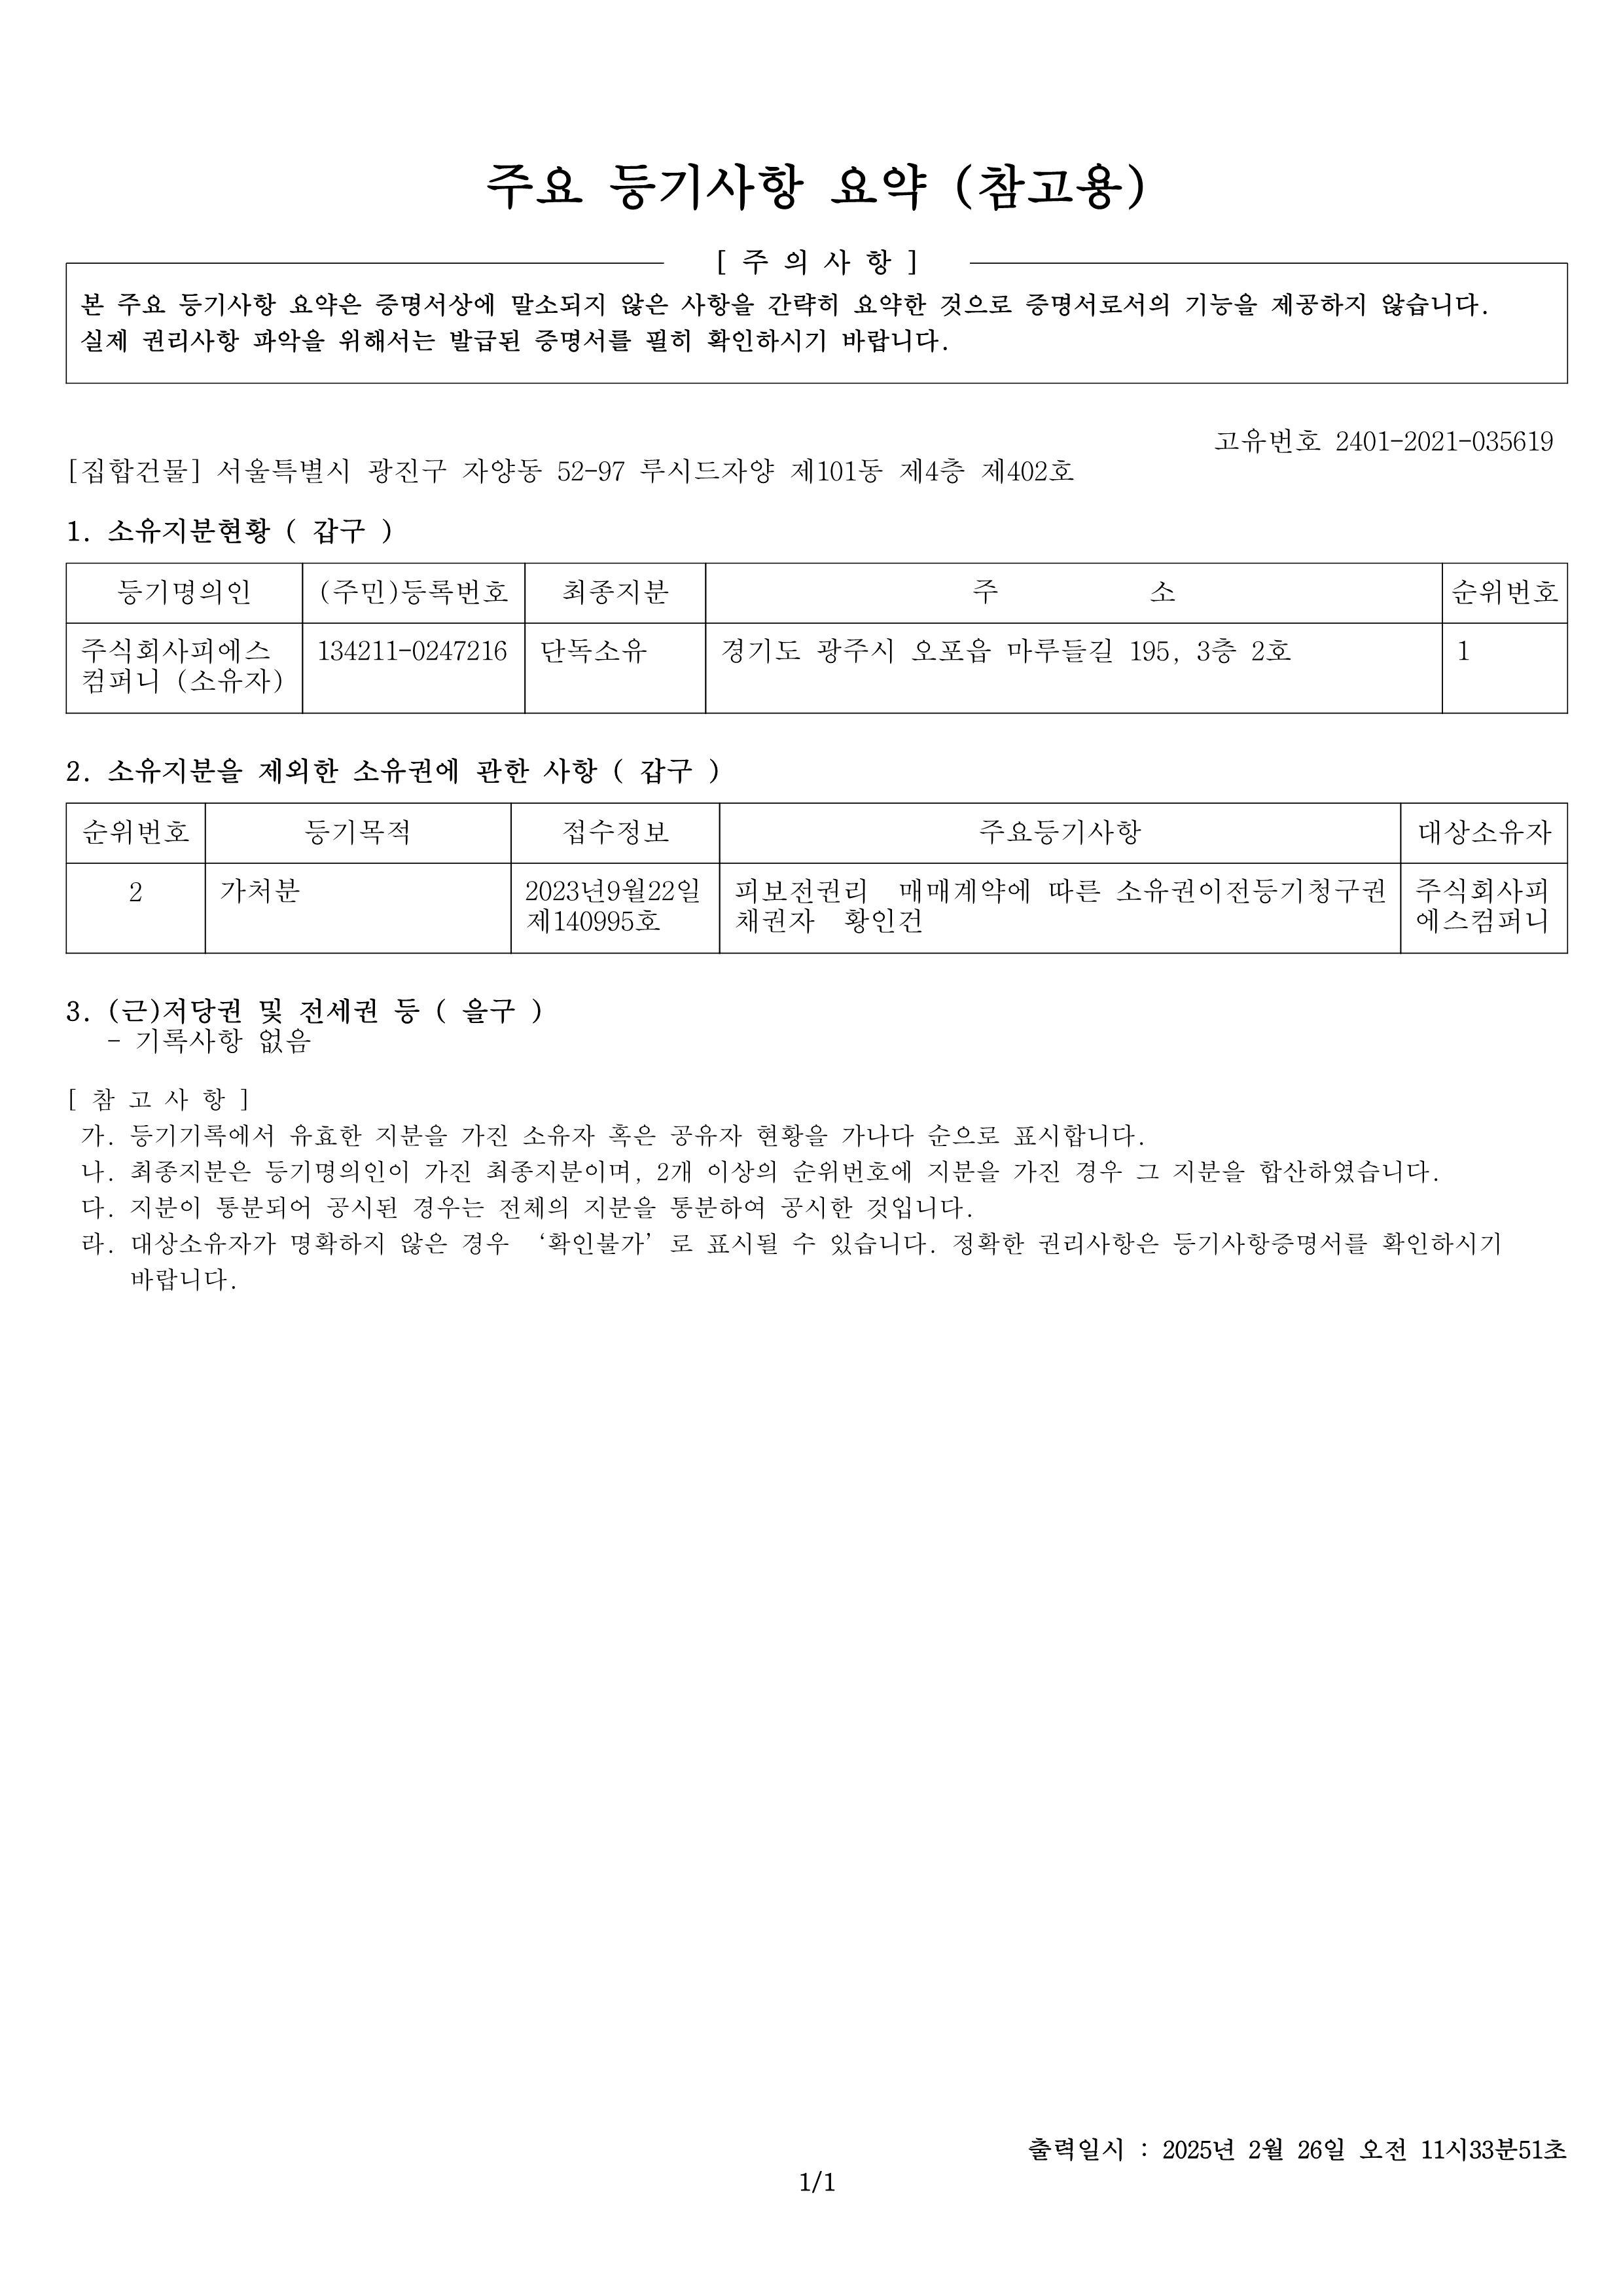 주요 등기사항 요약 (참고용)
[ 주 의 사 항 ]
본 주요 등기사항 요약은 증명서상에 말소되지 않은 사항을 간략히 요약한 것으로 증명서로서의 기능을 제공하지 않습니다.
실제 권리사항 파악을 위해서는 발급된 증명서를 필히 확인하시기 바랍니다.
고유번호 2401-2021-035619
[집합건물] 서울특별시 광진구 자양동 52-97 루시드자양 제101동 제4층 제402호
1. 소유지분현황 ( 갑구 )
등기명의인 (주민)등록번호 최종지분 주 소 순위번호
주식회사피에스 134211-0247216 단독소유 경기도 광주시 오포읍 마루들길 195, 3층 2호 1
컴퍼니 (소유자)
2. 소유지분을 제외한 소유권에 관한 사항 ( 갑구 )
순위번호 등기목적 접수정보 주요등기사항 대상소유자
2 가처분 2023년9월22일 피보전권리 매매계약에 따른 소유권이전등기청구권 주식회사피
제140995호 채권자 황인건 에스컴퍼니
3. (근)저당권 및 전세권 등 ( 을구 )
- 기록사항 없음
[ 참 고 사 항 ]
가. 등기기록에서 유효한 지분을 가진 소유자 혹은 공유자 현황을 가나다 순으로 표시합니다.
나. 최종지분은 등기명의인이 가진 최종지분이며, 2개 이상의 순위번호에 지분을 가진 경우 그 지분을 합산하였습니다.
다. 지분이 통분되어 공시된 경우는 전체의 지분을 통분하여 공시한 것입니다.
라. 대상소유자가 명확하지 않은 경우 ‘확인불가’로 표시될 수 있습니다. 정확한 권리사항은 등기사항증명서를 확인하시기
바랍니다.
출력일시 : 2025년 2월 26일 오전 11시33분51초
1/1